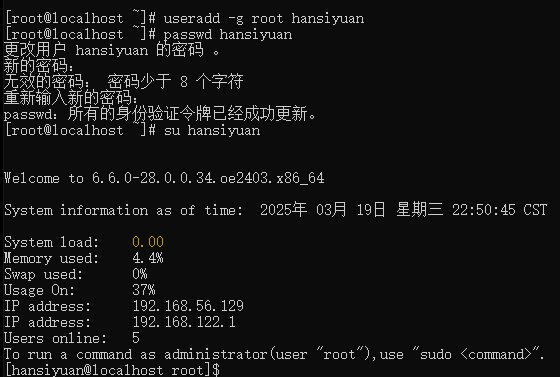 [root@localhost ~]# useradd -g root hansiyuan
[root@localhost ~]# passwd hansiyuan
更改用户 hansiyuan 的密码 。
新的密码：
无效的密码： 密码少于 8 个字符
重新输入新的密码：
passwd：所有的身份验证令牌已经成功更新。
[root@localhost ~]# su hansiyuan
Welcome to 6.6.0-28.0.0.34.oe2403.x86_64
System information as of time:  2025年 03月 19日 星期三 22:50:45 CST
System load:    0.00
Memory used:    4.4%
Swap used:      0%
Usage On:       37%
IP address:     192.168.56.129
IP address:     192.168.122.1
Users online:   5
To run a command as administrator(user "root"),use "sudo <command>".
[hansiyuan@localhost root]$